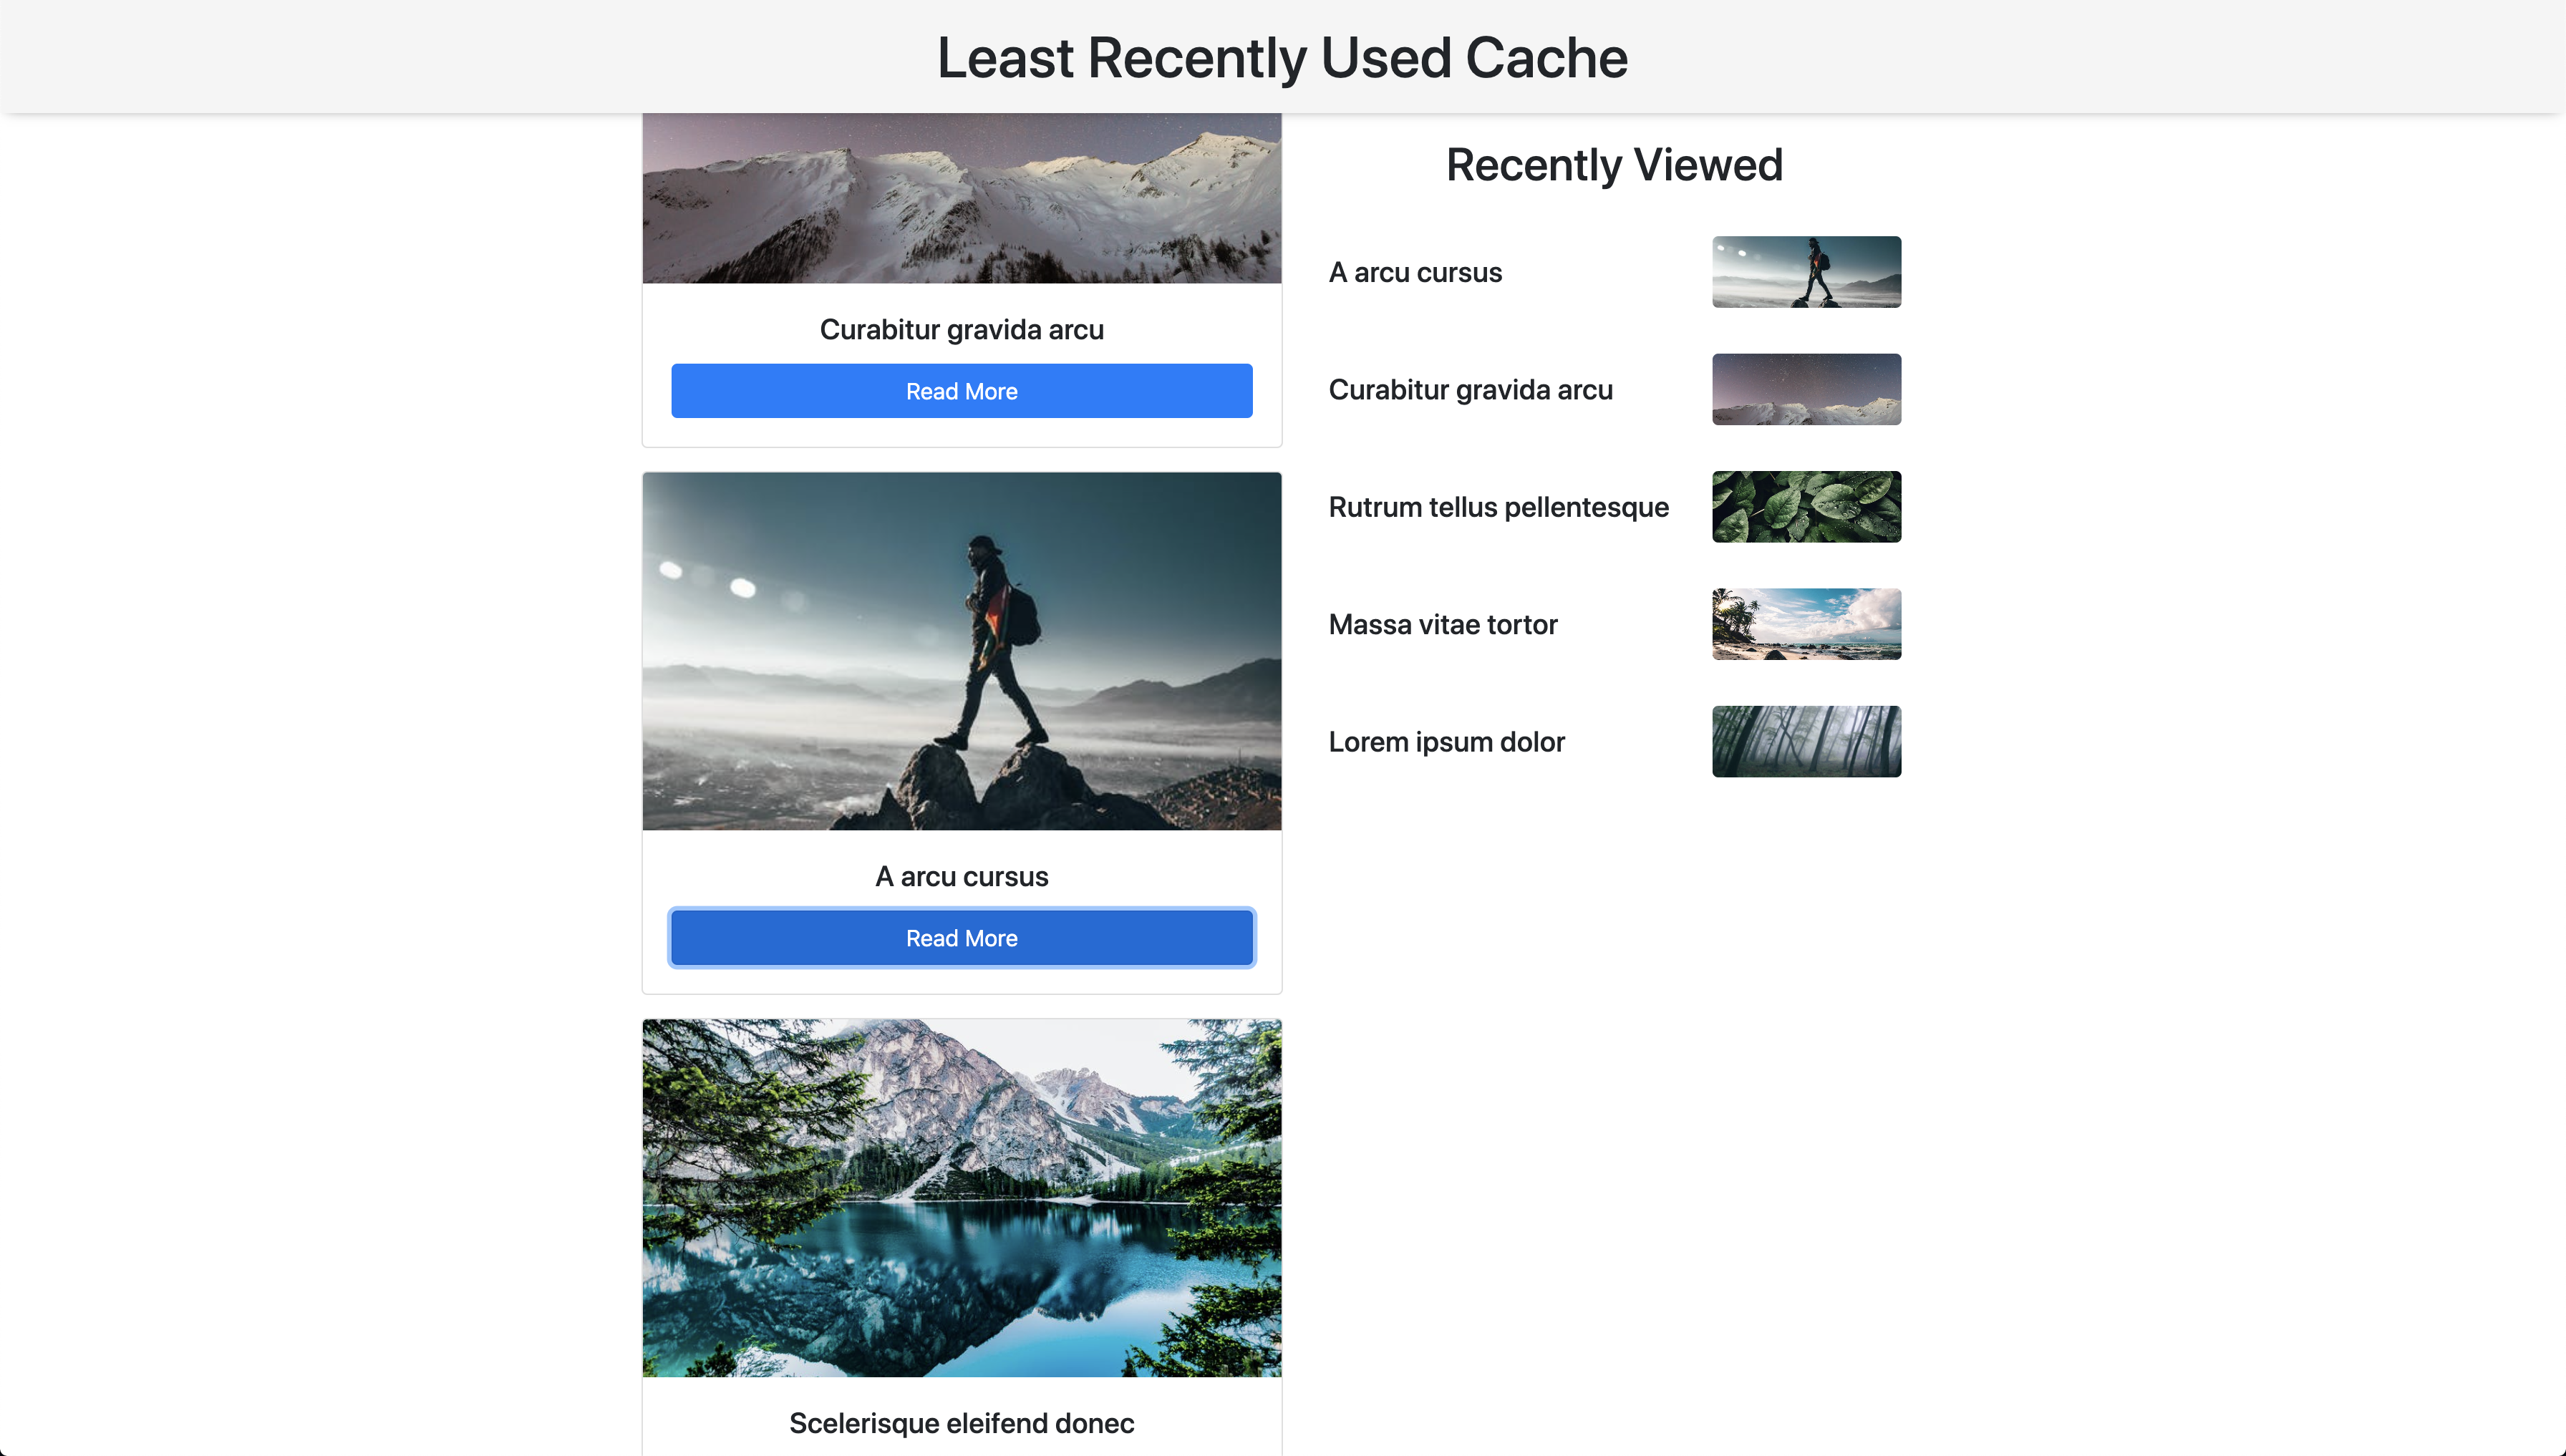 Least Recently Used Cache
Curabitur gravida arcu
Read More
A arcu cursus
Read More
Scelerisque eleifend donec
Recently Viewed
A arcu cursus
Curabitur gravida arcu
Rutrum tellus pellentesque
Massa vitae tortor
Lorem ipsum dolor